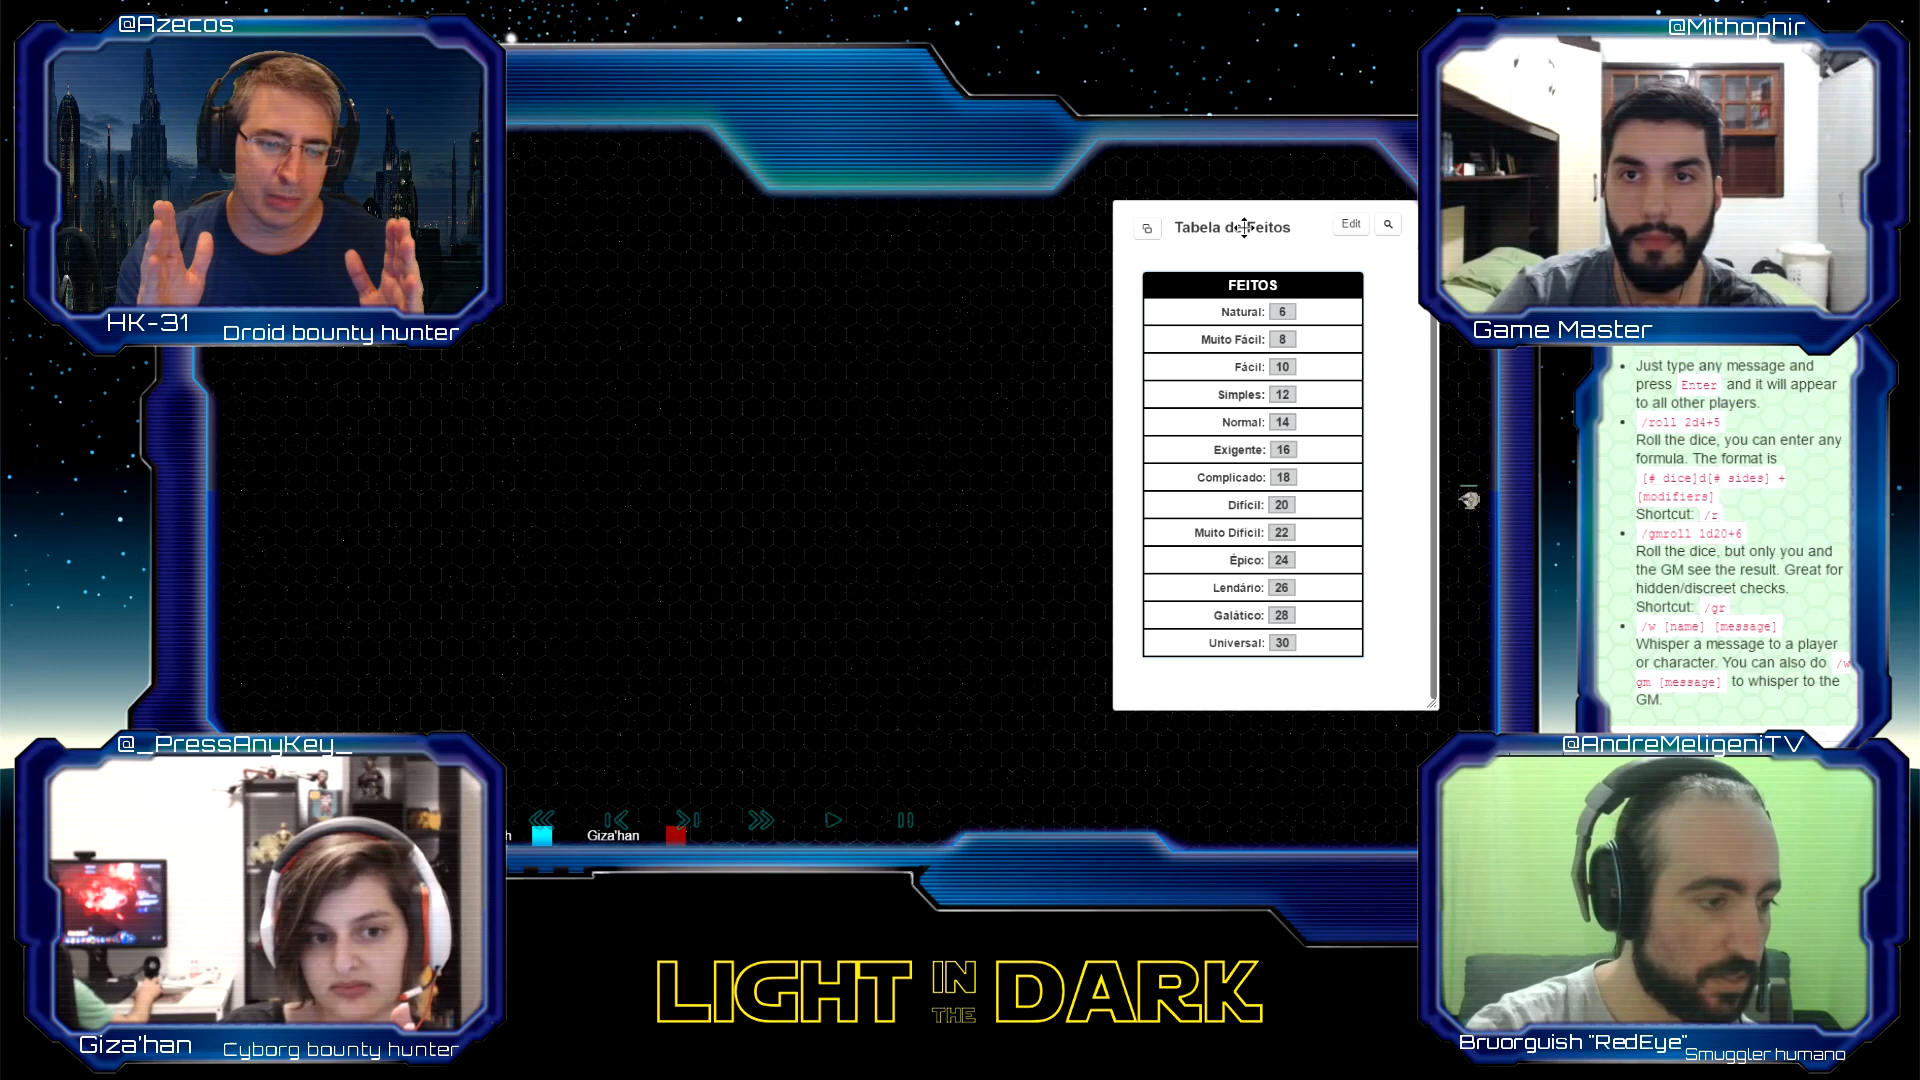 @Azecos
@Mithophir
HK-31
Droid bounty hunter
Game Master
Tabela de Feitos
Edit
FEITOS
Natural: 6
Muito Fácil: 8
Fácil: 10
Simples: 12
Normal: 14
Exigente: 16
Complicado: 18
Difícil: 20
Muito Difícil: 22
Épico: 24
Lendário: 26
Galático: 28
Universal: 30
Just type any message and
press Enter and it will appear
to all other players.
/roll 2d4+5
Roll the dice, you can enter any
formula. The format is
[# dice]d[# sides] +
[modifiers]
Shortcut: /r
/gmroll 1d20+6
Roll the dice, but only you and
the GM see the result. Great for
hidden/discreet checks.
Shortcut: /gr
/w [name] [message]
Whisper a message to a player
or character. You can also do /w
gm [message] to whisper to the
GM.
@_PressAnyKey_
@AndreMeligeniTV
h
Giza'han
LIGHT IN THE DARK
Giza'han
Cyborg bounty hunter
Bruorguish "RedEye"
Smuggler humano